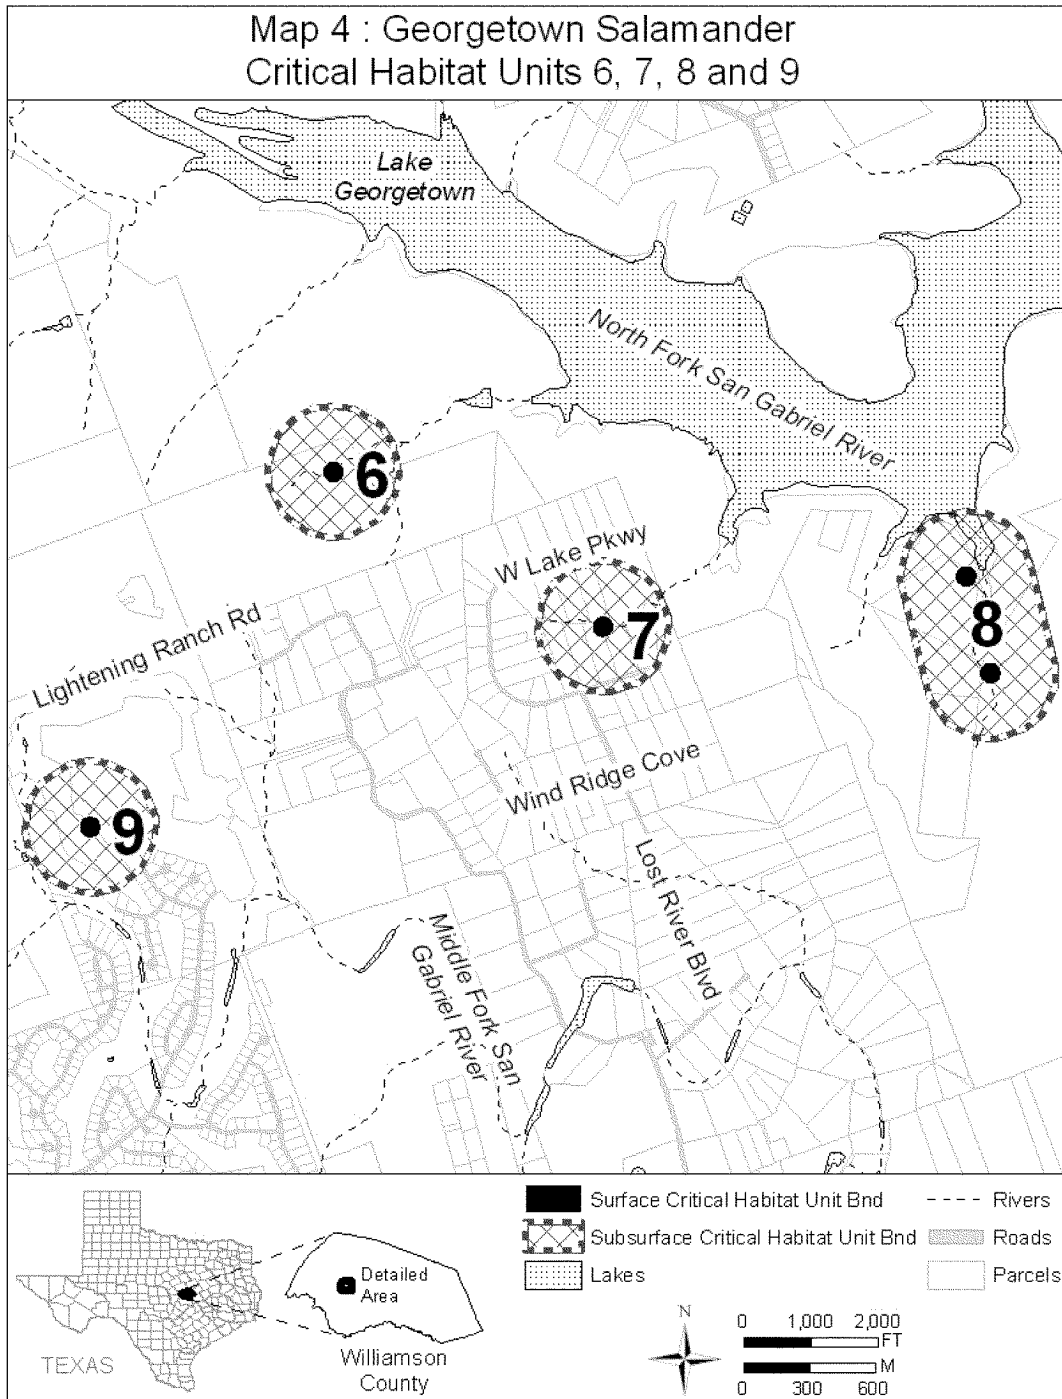 Map 4 : Georgetown Salamander
Critical Habitat Units 6, 7, 8 and 9
Lake
Georgetown
North Fork San Gabriel River
6
W Lake Pkwy
7
8
Lightening Ranch Rd
Wind Ridge Cove
9
Lost River Blvd
Middle Fork San
Gabriel River
Surface Critical Habitat Unit Bnd
Rivers
Subsurface Critical Habitat Unit Bnd
Roads
Lakes
Parcels
Detailed
Area
TEXAS
Williamson
County
N
0 1,000 2,000
FT
M
0 300 600